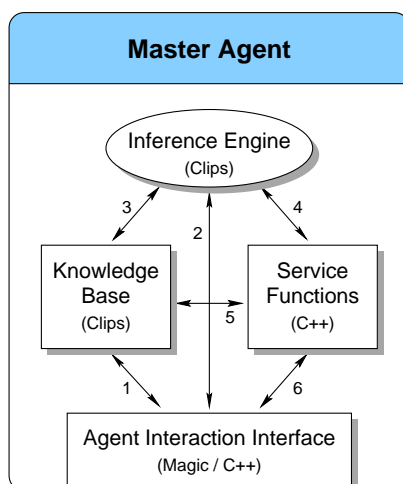 Master Agent
Inference Engine
(Clips)
3
2
4
Knowledge
Base
(Clips)
Service
Functions
(C++)
5
1
6
Agent Interaction Interface
(Magic / C++)